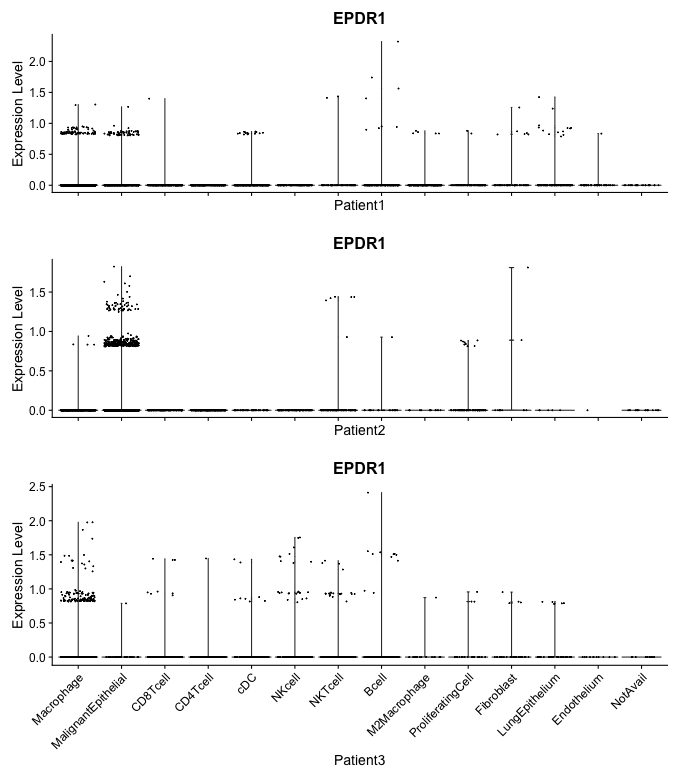 EPDR1
Expression Level
2.0
1.5
1.0
0.5
0.0
Patient1
EPDR1
Expression Level
1.5
1.0
0.5
0.0
Patient2
EPDR1
Expression Level
2.5
2.0
1.5
1.0
0.5
0.0
Macrophage
MalignantEpithelial
CD8Tcell
CD4Tcell
cDC
NKcell
NKTcell
Bcell
M2Macrophage
ProliferatingCell
Fibroblast
LungEpithelium
Endothelium
NotAvail
Patient3